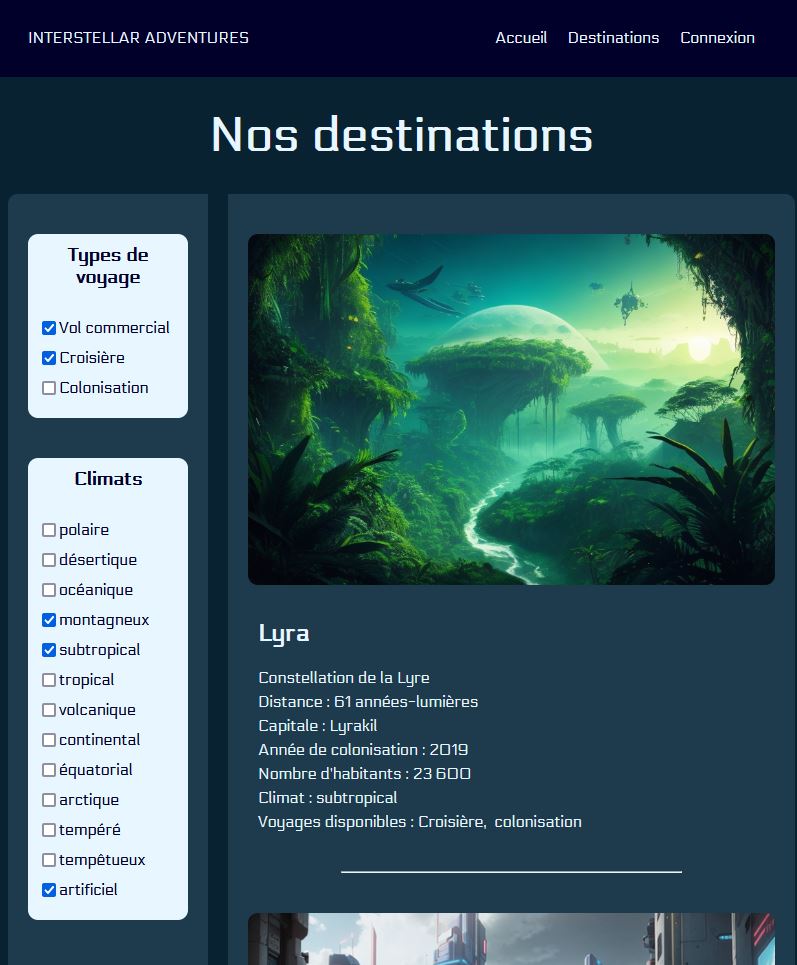 INTERSTELLAR ADVENTURES
Accueil Destinations Connexion
Nos destinations
Types de
voyage
Vol commercial
Croisière
Colonisation
Climats
polaire
désertique
océanique
montagneux
subtropical
tropical
volcanique
continental
équatorial
arctique
tempéré
tempêtueux
artificiel
Lyra
Constellation de la Lyre
Distance : 61 années-lumières
Capitale : Lyrakil
Année de colonisation : 2019
Nombre d'habitants : 23 600
Climat : subtropical
Voyages disponibles : Croisière,  colonisation